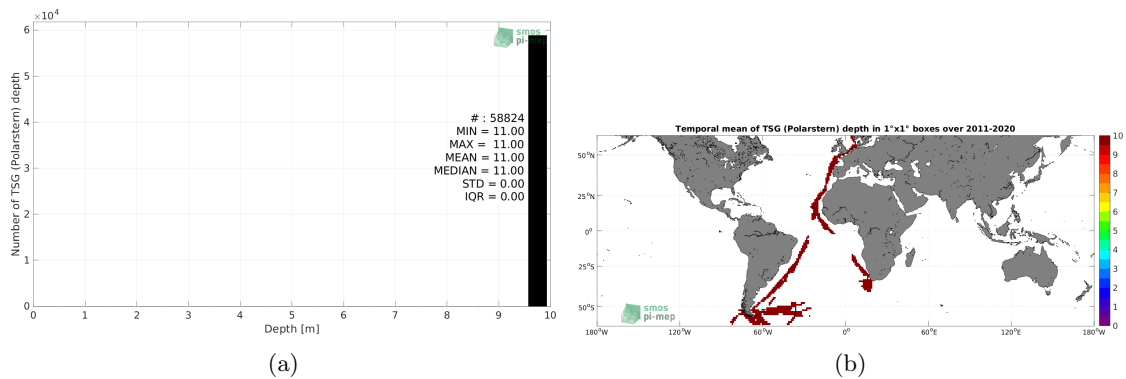 ×10⁴
6
5
4
3
2
1
0
Number of TSG (Polarstern) depth
smos
pi-mep
# : 58824
MIN = 11.00
MAX = 11.00
MEAN = 11.00
MEDIAN = 11.00
STD = 0.00
IQR = 0.00
0 1 2 3 4 5 6 7 8 9 10
Depth [m]
(a)
Temporal mean of TSG (Polarstern) depth in 1°x1° boxes over 2011-2020
50°N
25°N
0°
25°S
50°S
180°W 120°W 60°W 0° 60°E 120°E 180°W
smos
pi-mep
10
9
8
7
6
5
4
3
2
1
0
(b)